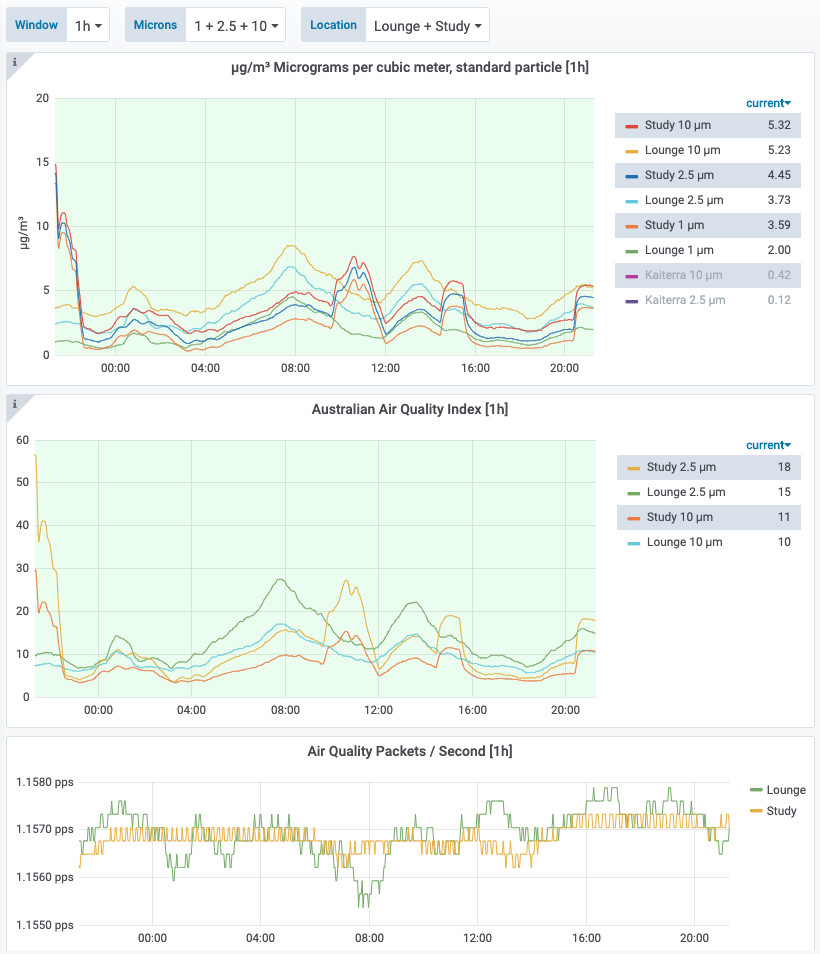 Window 1h Microns 1 + 2.5 + 10 Location Lounge + Study
i
µg/m³ Micrograms per cubic meter, standard particle [1h]
µg/m³
20
15
10
5
0
00:00 04:00 08:00 12:00 16:00 20:00
current
Study 10 µm 5.32
Lounge 10 µm 5.23
Study 2.5 µm 4.45
Lounge 2.5 µm 3.73
Study 1 µm 3.59
Lounge 1 µm 2.00
Kaiterra 10 µm 0.42
Kaiterra 2.5 µm 0.12
i
Australian Air Quality Index [1h]
60
50
40
30
20
10
0
00:00 04:00 08:00 12:00 16:00 20:00
current
Study 2.5 µm 18
Lounge 2.5 µm 15
Study 10 µm 11
Lounge 10 µm 10
Air Quality Packets / Second [1h]
1.1580 pps
1.1570 pps
1.1560 pps
1.1550 pps
00:00 04:00 08:00 12:00 16:00 20:00
Lounge
Study